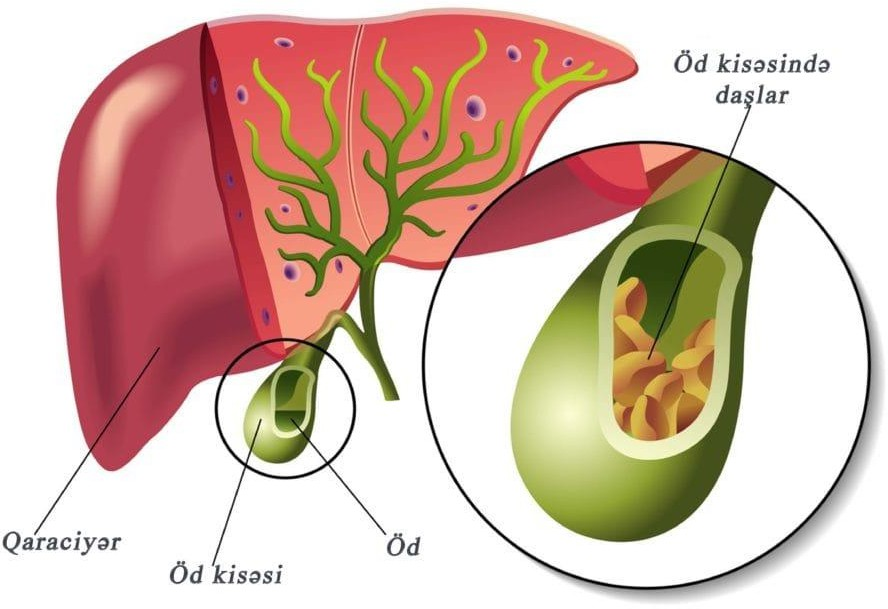 Öd kisəsində
daşlar
Qaraciyər
Öd kisəsi
Öd